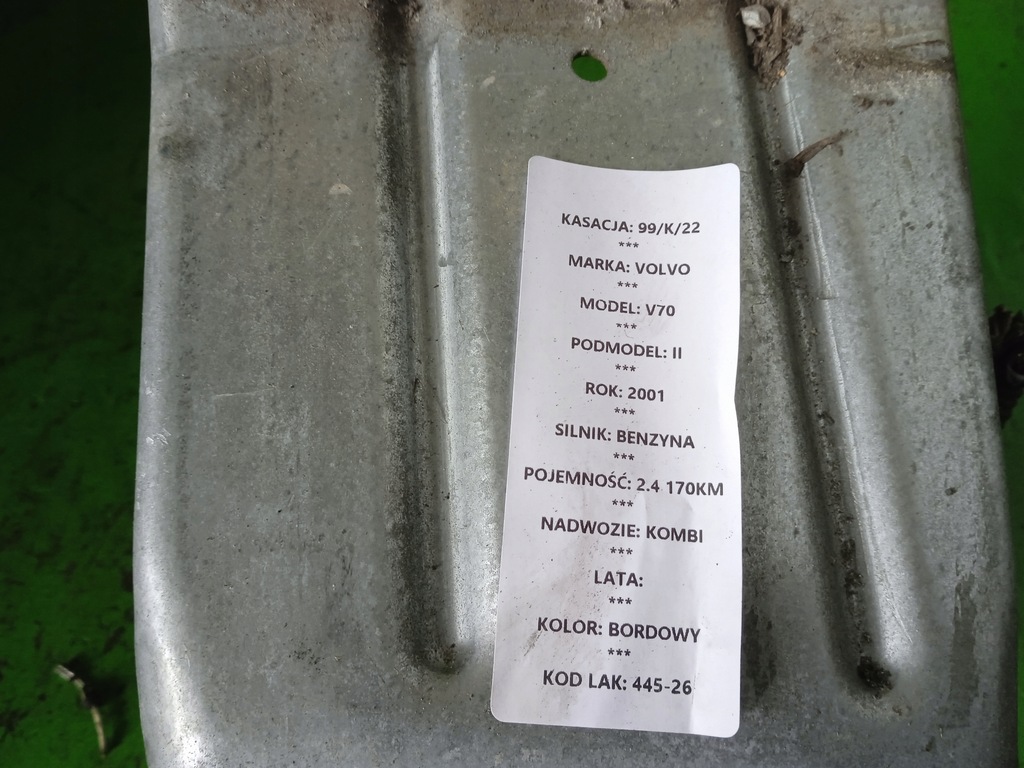 KASACJA: 99/K/22
***
MARKA: VOLVO
***
MODEL: V70
***
PODMODEL: II
***
ROK: 2001
***
SILNIK: BENZYNA
***
POJEMNOŚĆ: 2.4 170KM
***
NADWOZIE: KOMBI
***
LATA:
***
KOLOR: BORDOWY
***
KOD LAK: 445-26